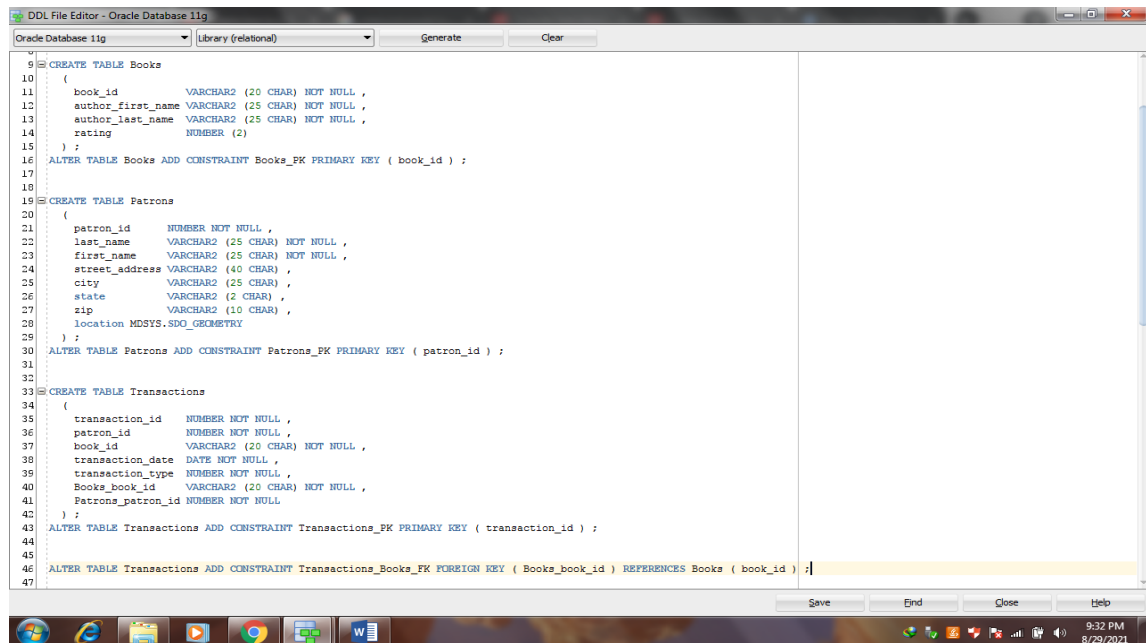 DDL File Editor - Oracle Database 11g
Oracle Database 11g Library (relational) Generate Clear
8
9 CREATE TABLE Books
10 (
11 book_id VARCHAR2 (20 CHAR) NOT NULL ,
12 author_first_name VARCHAR2 (25 CHAR) NOT NULL ,
13 author_last_name VARCHAR2 (25 CHAR) NOT NULL ,
14 rating NUMBER (2)
15 ) ;
16 ALTER TABLE Books ADD CONSTRAINT Books_PK PRIMARY KEY ( book_id ) ;
17
18
19 CREATE TABLE Patrons
20 (
21 patron_id NUMBER NOT NULL ,
22 last_name VARCHAR2 (25 CHAR) NOT NULL ,
23 first_name VARCHAR2 (25 CHAR) NOT NULL ,
24 street_address VARCHAR2 (40 CHAR) ,
25 city VARCHAR2 (25 CHAR) ,
26 state VARCHAR2 (2 CHAR) ,
27 zip VARCHAR2 (10 CHAR) ,
28 location MDSYS.SDO_GEOMETRY
29 ) ;
30 ALTER TABLE Patrons ADD CONSTRAINT Patrons_PK PRIMARY KEY ( patron_id ) ;
31
32
33 CREATE TABLE Transactions
34 (
35 transaction_id NUMBER NOT NULL ,
36 patron_id NUMBER NOT NULL ,
37 book_id VARCHAR2 (20 CHAR) NOT NULL ,
38 transaction_date DATE NOT NULL ,
39 transaction_type NUMBER NOT NULL ,
40 Books_book_id VARCHAR2 (20 CHAR) NOT NULL ,
41 Patrons_patron_id NUMBER NOT NULL
42 ) ;
43 ALTER TABLE Transactions ADD CONSTRAINT Transactions_PK PRIMARY KEY ( transaction_id ) ;
44
45
46 ALTER TABLE Transactions ADD CONSTRAINT Transactions_Books_FK FOREIGN KEY ( Books_book_id ) REFERENCES Books ( book_id ) ;
47
Save Find Close Help
9:32 PM
8/29/2021